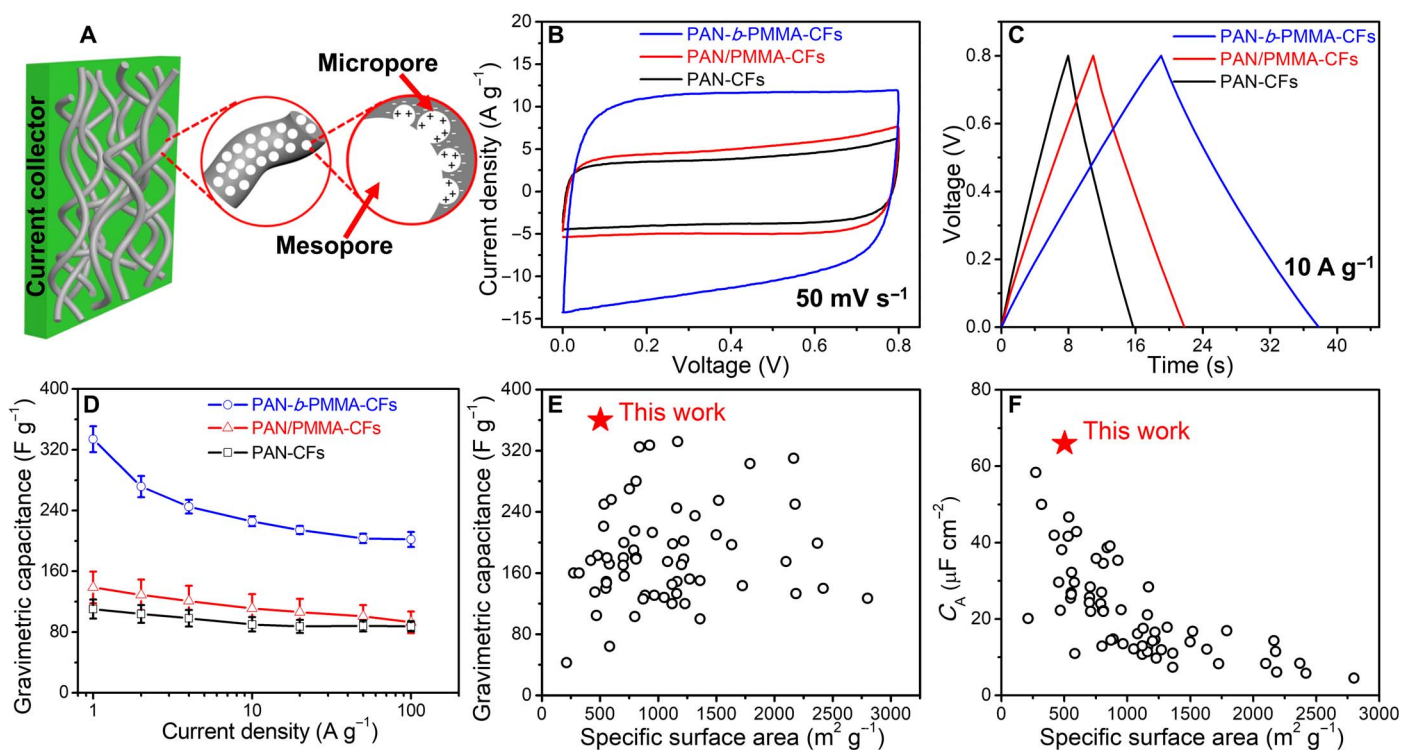 A
Current collector
Micropore
Mesopore
++
++
++
++
++
B
PAN-b-PMMA-CFs
PAN/PMMA-CFs
PAN-CFs
Current density (A g⁻¹)
20
15
10
5
0
−5
−10
−15
50 mV s⁻¹
0.0 0.2 0.4 0.6 0.8
Voltage (V)
C
PAN-b-PMMA-CFs
PAN/PMMA-CFs
PAN-CFs
Voltage (V)
1.0
0.8
0.6
0.4
0.2
0.0
10 A g⁻¹
0 8 16 24 32 40
Time (s)
D
PAN-b-PMMA-CFs
PAN/PMMA-CFs
PAN-CFs
Gravimetric capacitance (F g⁻¹)
400
320
240
160
80
0
1 10 100
Current density (A g⁻¹)
E
This work
Gravimetric capacitance (F g⁻¹)
400
320
240
160
80
0
0 500 1000 1500 2000 2500 3000
Specific surface area (m² g⁻¹)
F
This work
C_A (μF cm⁻²)
80
60
40
20
0
0 500 1000 1500 2000 2500 3000
Specific surface area (m² g⁻¹)